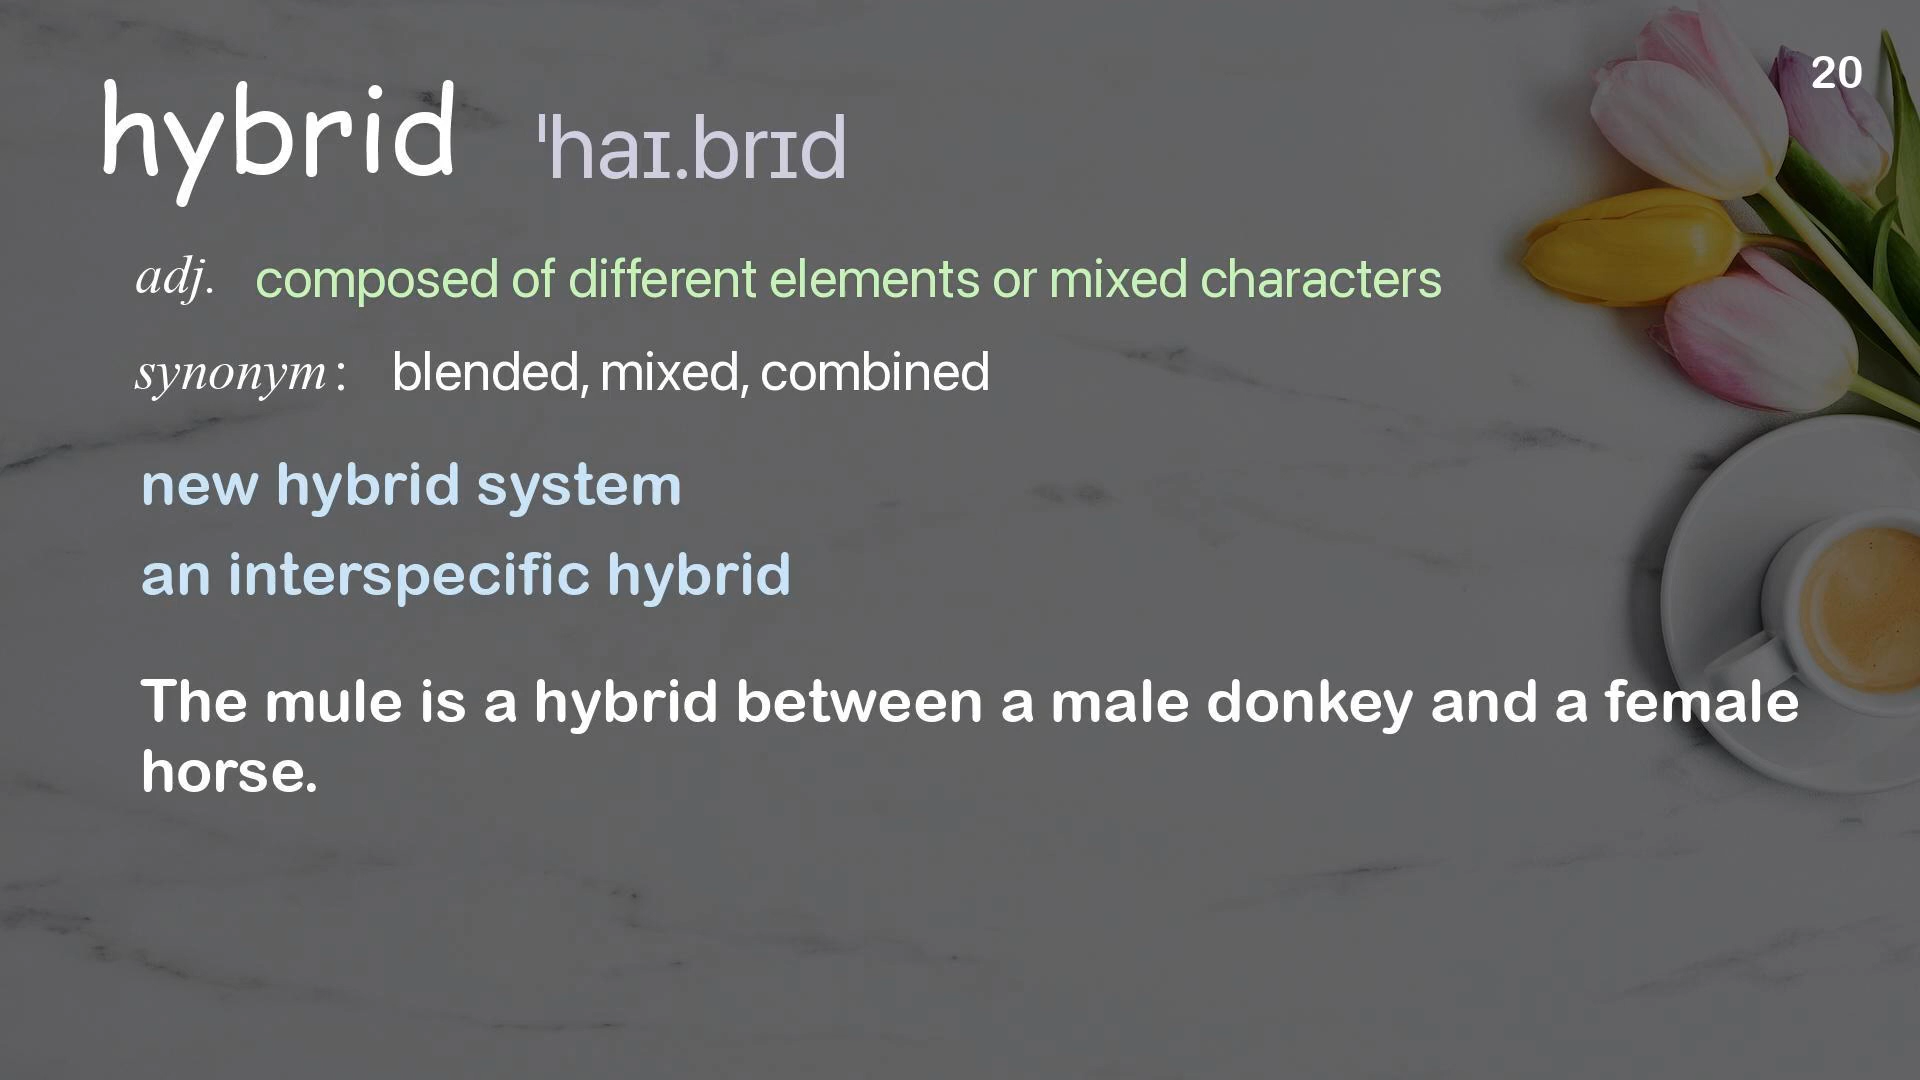 20
hybrid ˈhaɪ.brɪd
adj. composed of different elements or mixed characters
synonym : blended, mixed, combined
new hybrid system
an interspecific hybrid
The mule is a hybrid between a male donkey and a female
horse.